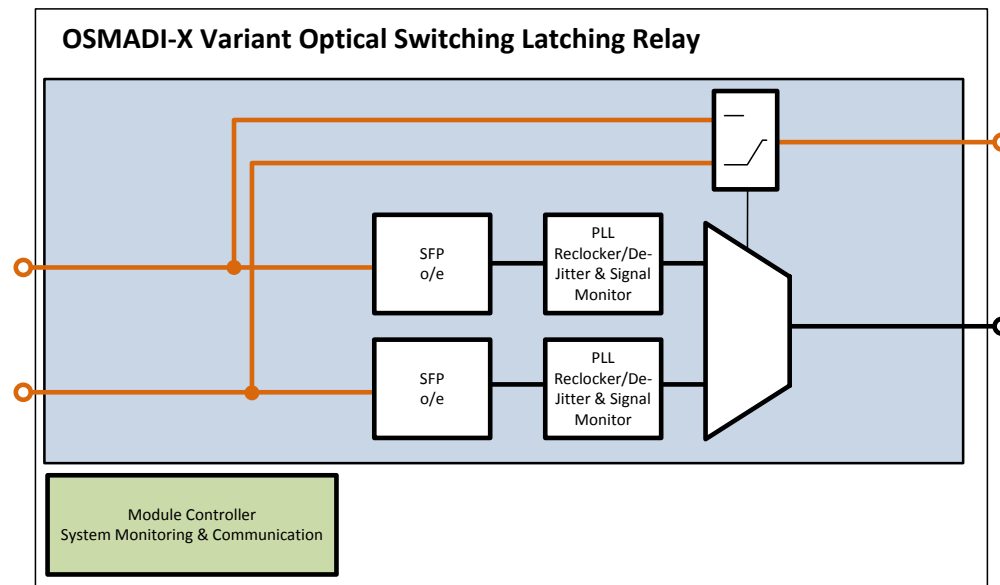 OSMADI-X Variant Optical Switching Latching Relay
SFP
o/e
PLL
Reclocker/De-
Jitter & Signal
Monitor
SFP
o/e
PLL
Reclocker/De-
Jitter & Signal
Monitor
Module Controller
System Monitoring & Communication